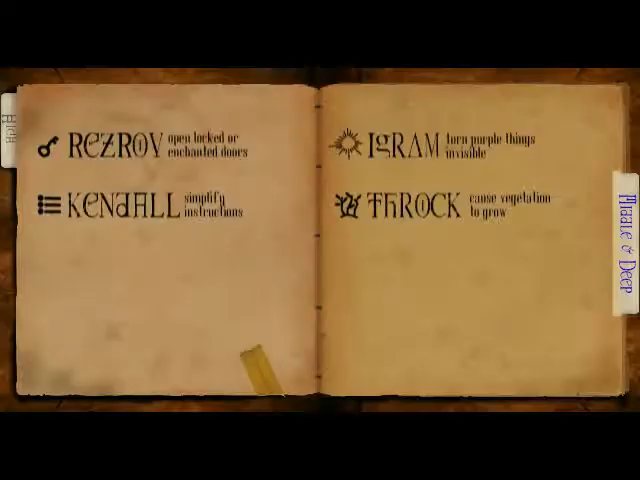 High
REZROV open locked or
enchanted doors
KENDALL simplify
instructions
IGRAM turn purple things
invisible
THROCK cause vegetation
to grow
Middle & Deep